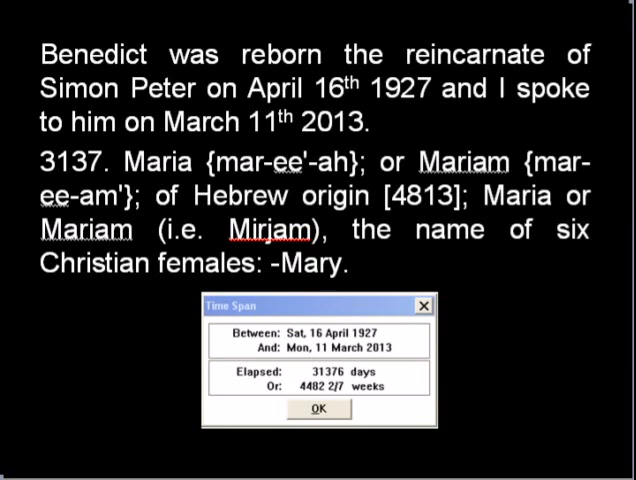 Benedict was reborn the reincarnate of
Simon Peter on April 16th 1927 and I spoke
to him on March 11th 2013.
3137. Maria {mar-ee'-ah}; or Mariam {mar-
ee-am'}; of Hebrew origin [4813]; Maria or
Mariam (i.e. Mirjam), the name of six
Christian females: -Mary.
Time Span
Between: Sat, 16 April 1927
And: Mon, 11 March 2013
Elapsed: 31376 days
Or: 4482 2/7 weeks
OK